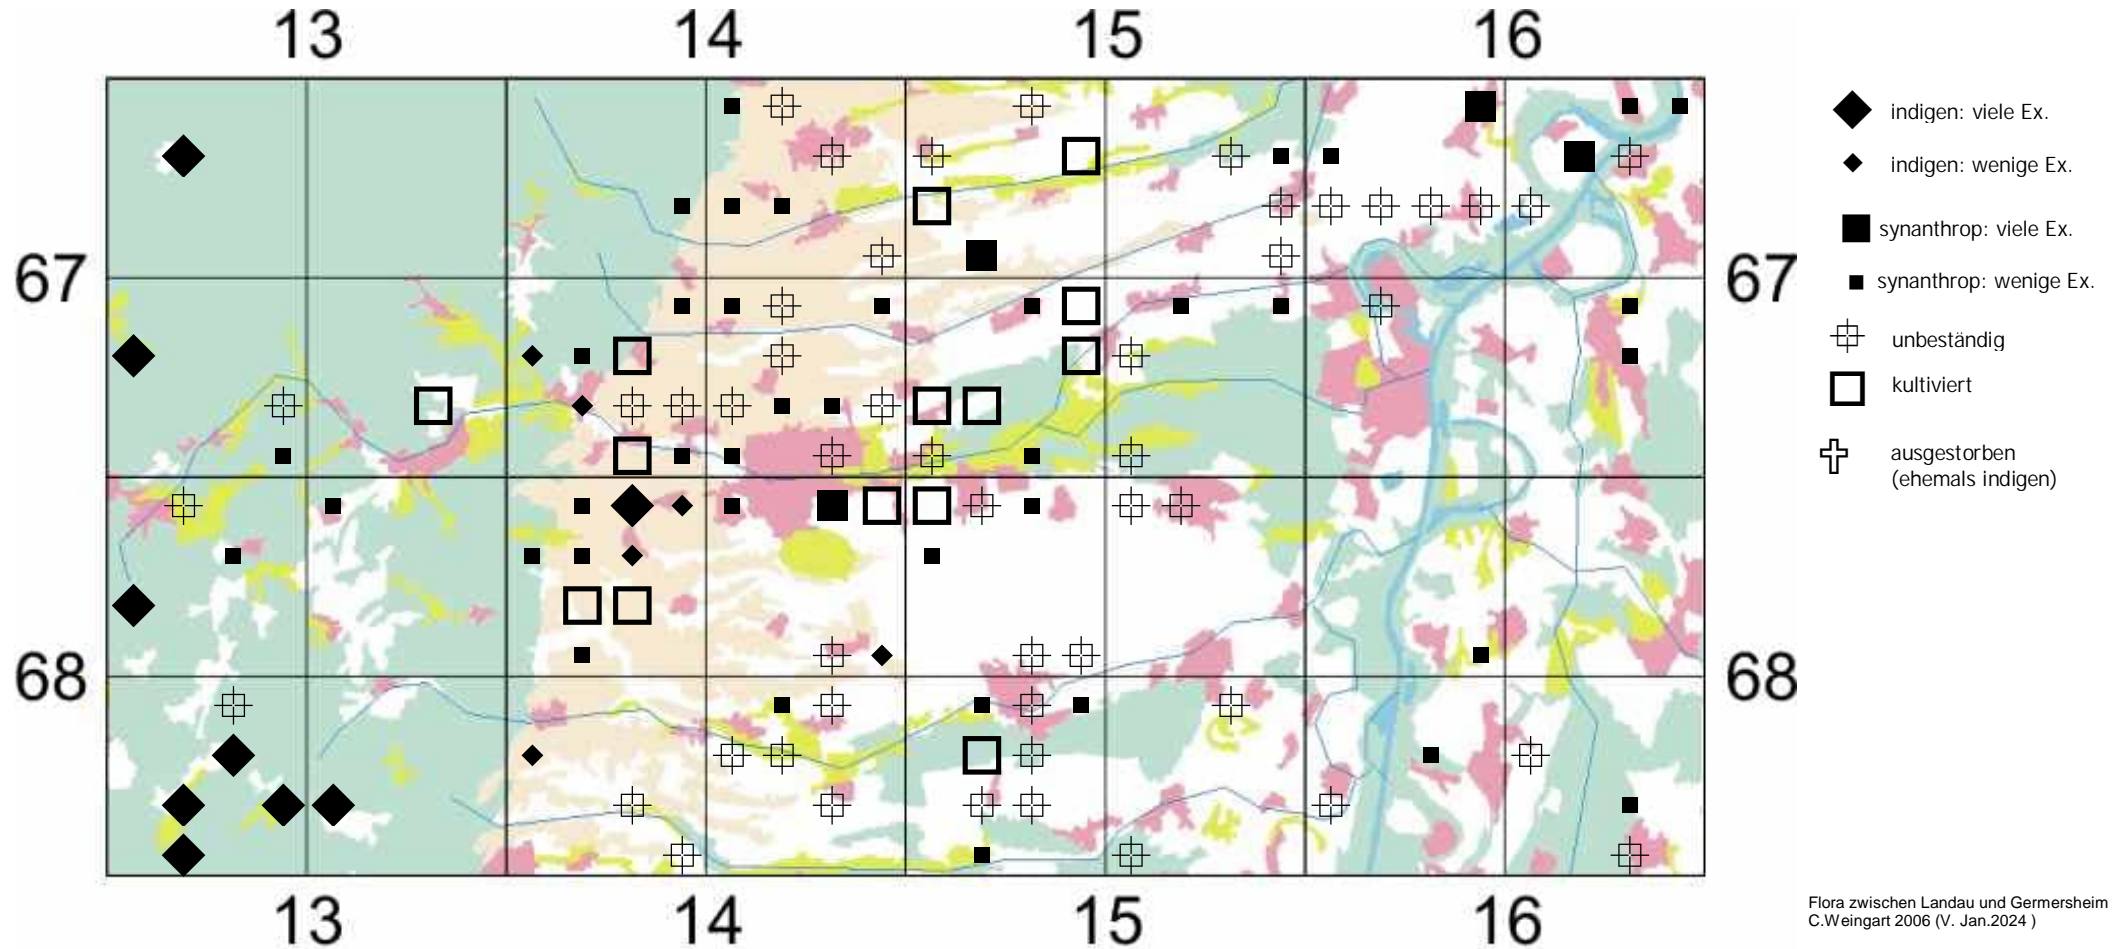 13 14 15 16
indigen: viele Ex.
indigen: wenige Ex.
synanthrop: viele Ex.
67 67
synanthrop: wenige Ex.
unbeständig
kultiviert
ausgestorben
(ehemals indigen)
68 68
13 14 15 16
Flora zwischen Landau und Germersheim
C.Weingart 2006 (V. Jan.2024 )